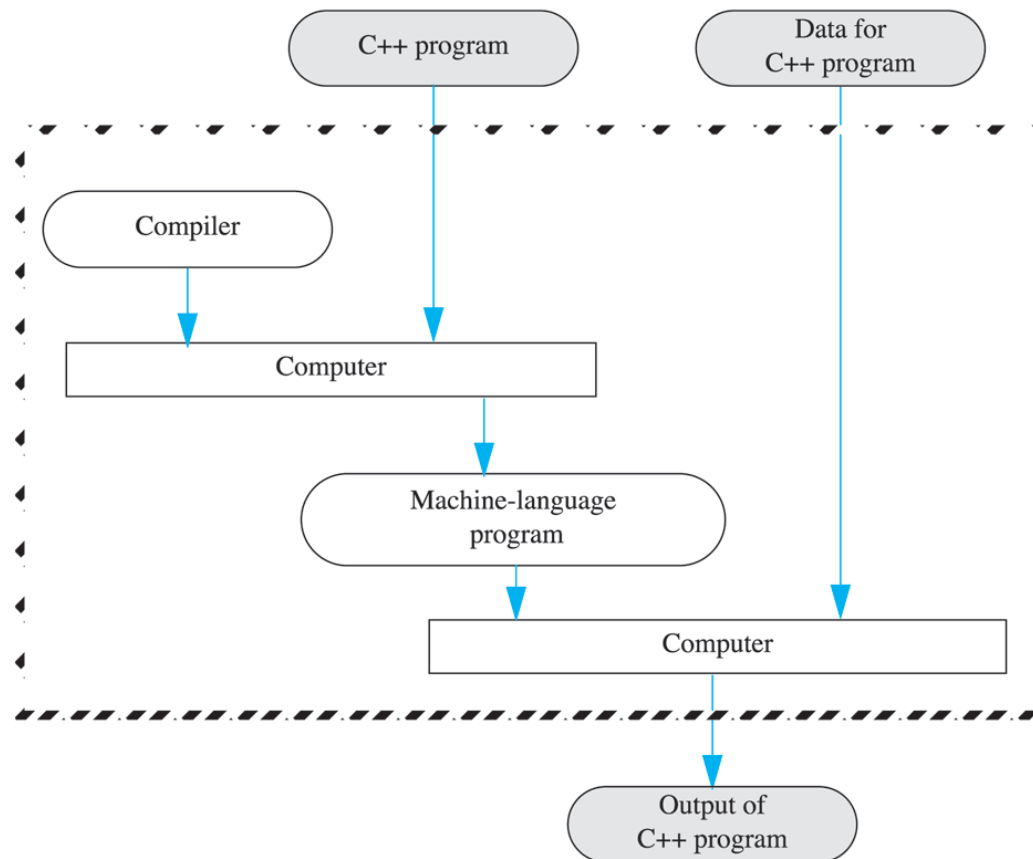 C++ program
Data for
C++ program
Compiler
Computer
Machine-language
program
Computer
Output of
C++ program